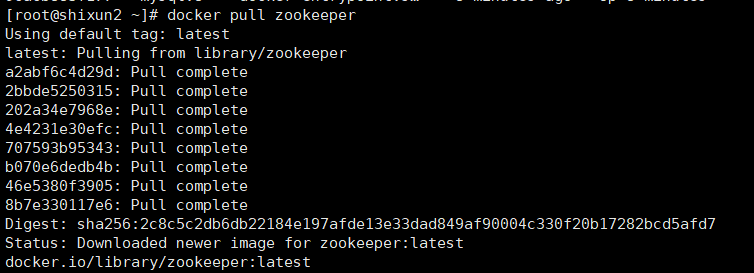 [root@shixun2 ~]# docker pull zookeeper
Using default tag: latest
latest: Pulling from library/zookeeper
a2abf6c4d29d: Pull complete
2bbde5250315: Pull complete
202a34e7968e: Pull complete
4e4231e30efc: Pull complete
707593b95343: Pull complete
b070e6dedb4b: Pull complete
46e5380f3905: Pull complete
8b7e330117e6: Pull complete
Digest: sha256:2c8c5c2db6db22184e197afde13e33dad849af90004c330f20b17282bcd5afd7
Status: Downloaded newer image for zookeeper:latest
docker.io/library/zookeeper:latest